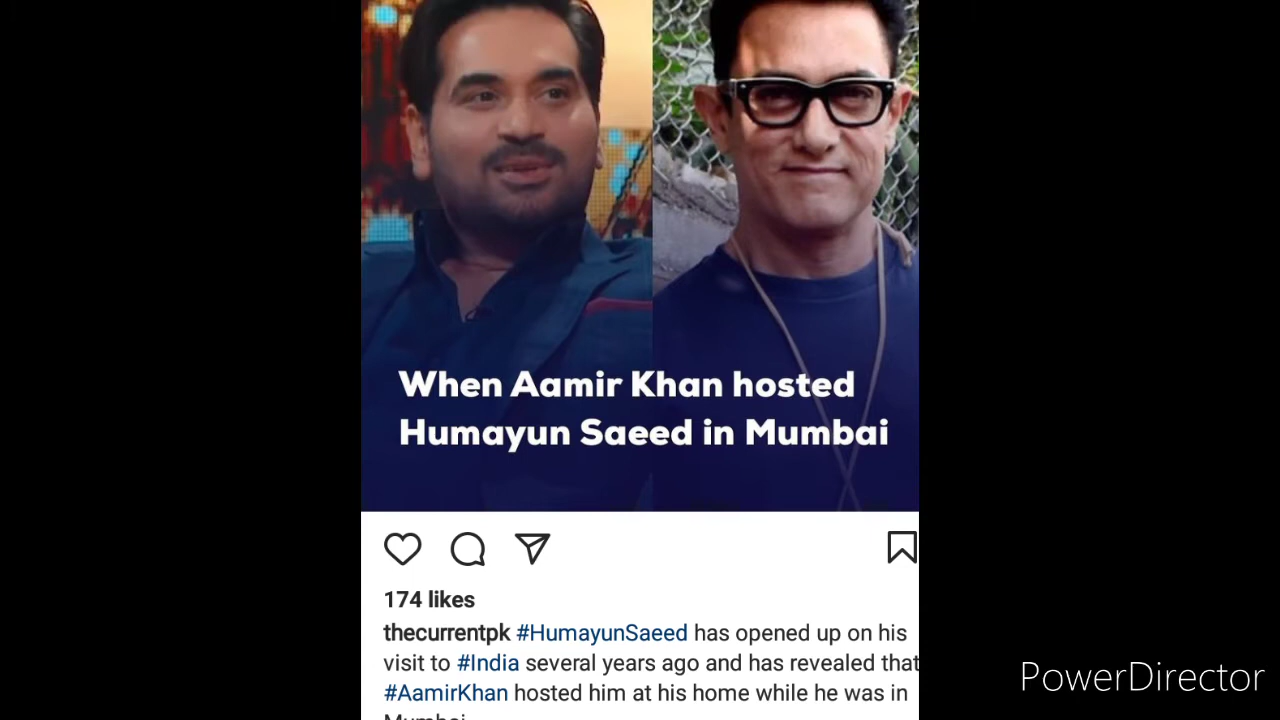 When Aamir Khan hosted
Humayun Saeed in Mumbai
174 likes
thecurrentpk #HumayunSaeed has opened up on his
visit to #India several years ago and has revealed that
#AamirKhan hosted him at his home while he was in
Mumbai
PowerDirector